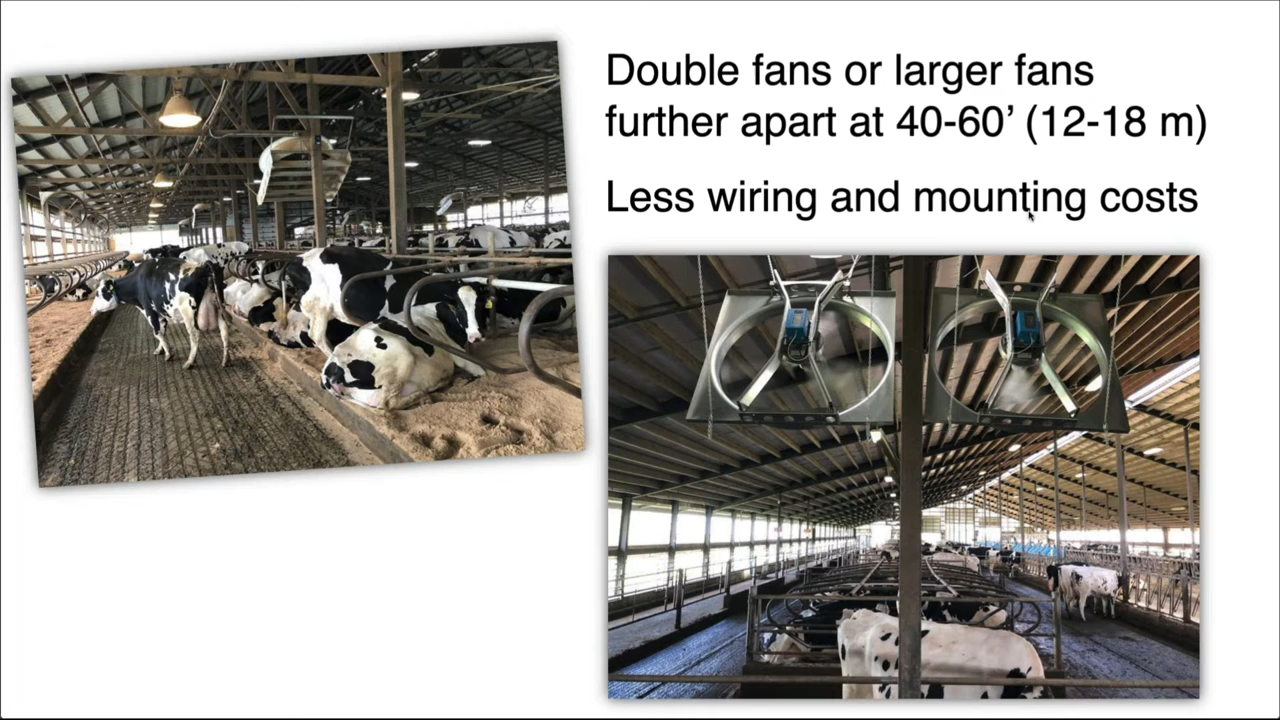 Double fans or larger fans
further apart at 40-60’ (12-18 m)
Less wiring and mounting costs